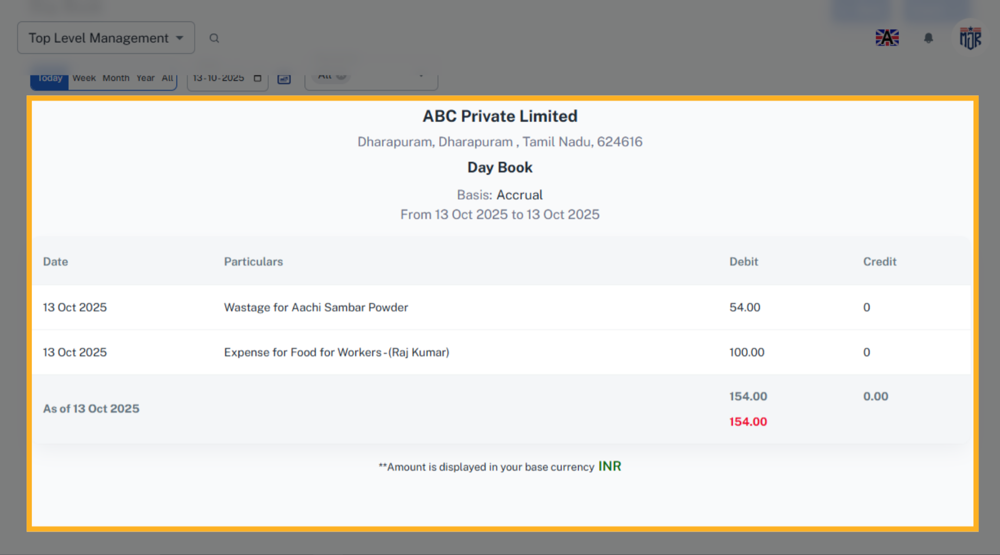 Top Level Management
A
MJR
Today Week Month Year All 13-10-2025 All
ABC Private Limited
Dharapuram, Dharapuram , Tamil Nadu, 624616
Day Book
Basis: Accrual
From 13 Oct 2025 to 13 Oct 2025
Date Particulars Debit Credit
13 Oct 2025 Wastage for Aachi Sambar Powder 54.00 0
13 Oct 2025 Expense for Food for Workers-(Raj Kumar) 100.00 0
As of 13 Oct 2025 154.00 0.00
154.00
**Amount is displayed in your base currency INR